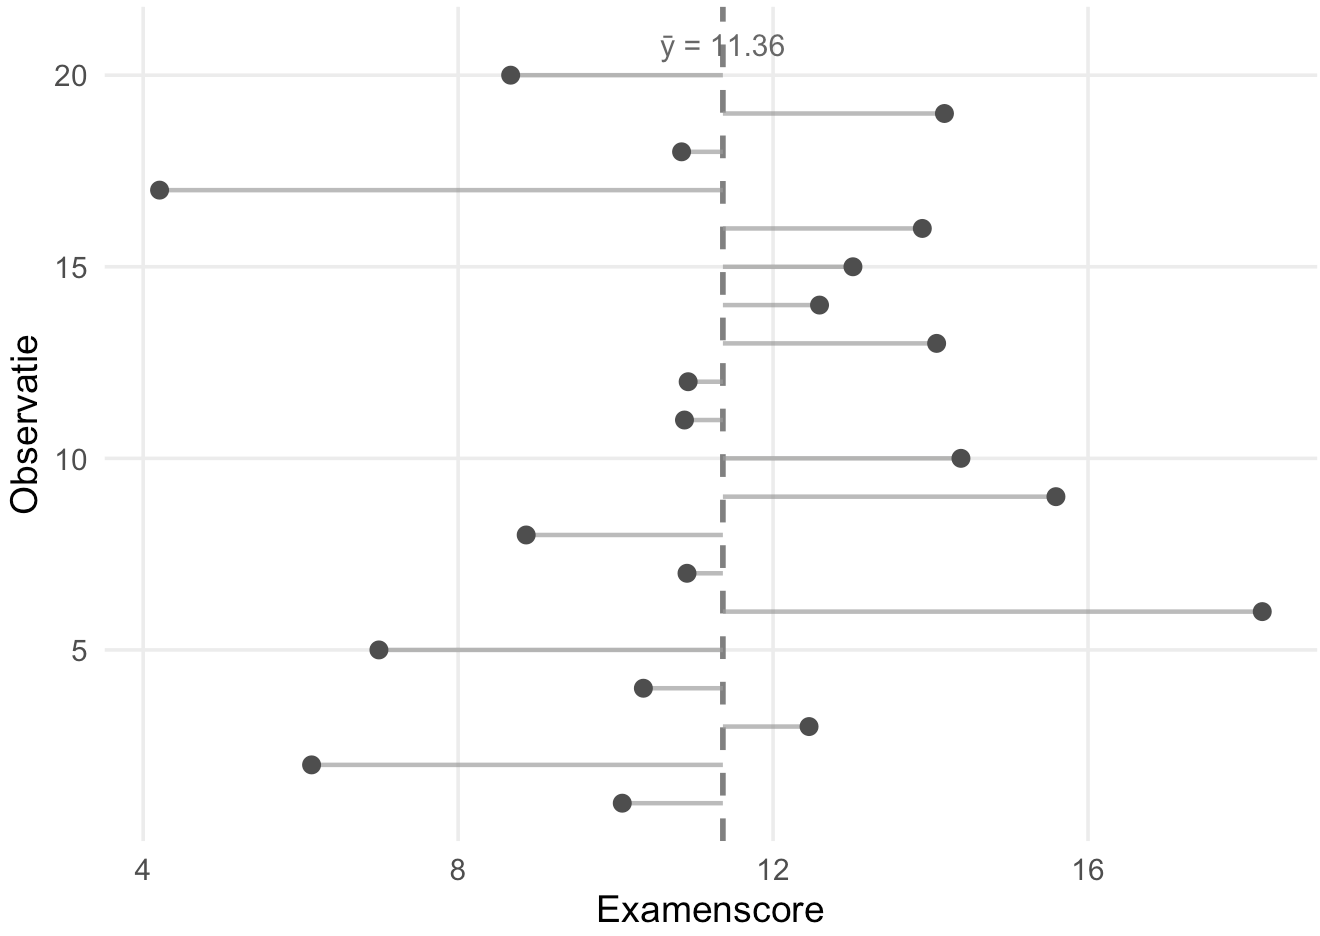 ȳ = 11.36
20
15
10
5
Observatie
4 8 12 16
Examenscore